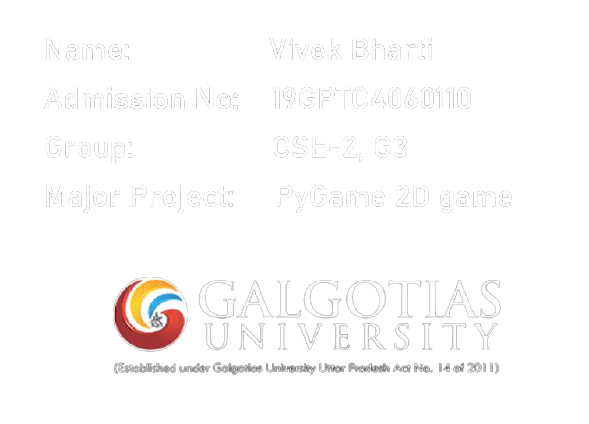 Name: Vivek Bharti
Admission No: 19GPTC4060110
Group: CSE-2, G3
Major Project: PyGame 2D game
GALGOTIAS
UNIVERSITY
(Established under Galgotias University Uttar Pradesh Act No. 14 of 2011)